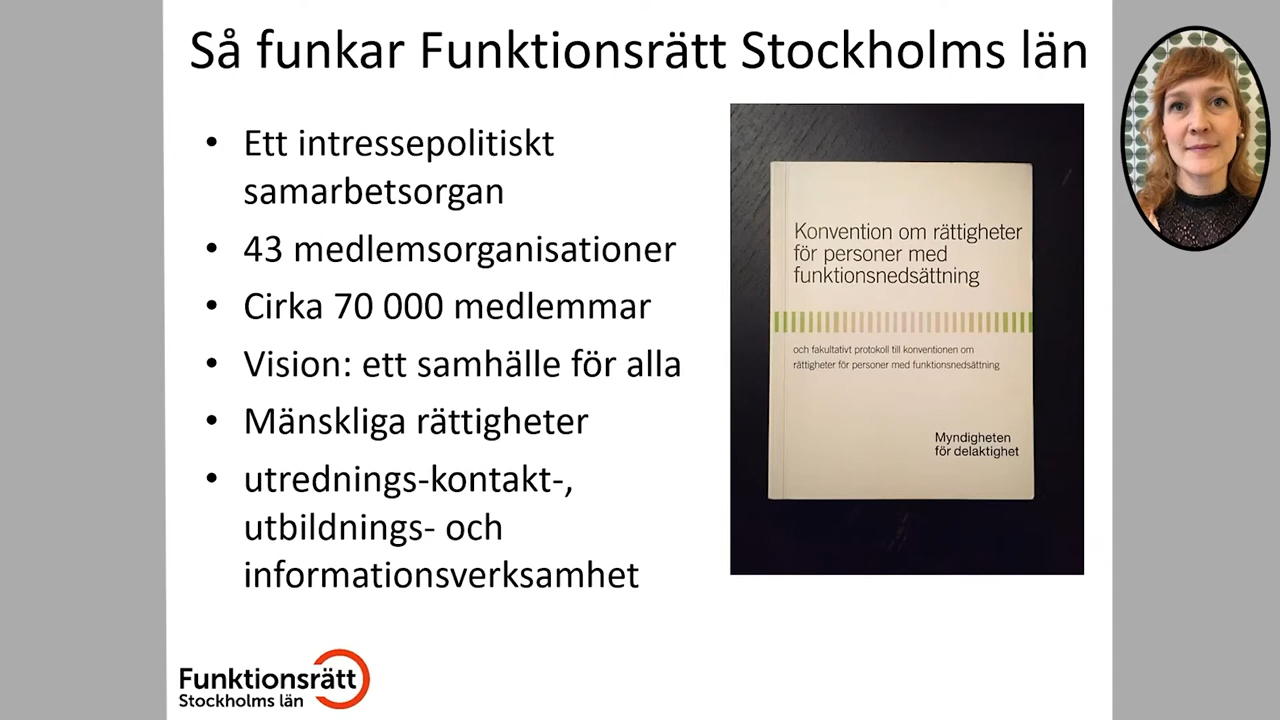 Så funkar Funktionsrätt Stockholms län
• Ett intressepolitiskt
samarbetsorgan
• 43 medlemsorganisationer
• Cirka 70 000 medlemmar
• Vision: ett samhälle för alla
• Mänskliga rättigheter
• utrednings-kontakt-,
utbildnings- och
informationsverksamhet
Konvention om rättigheter
för personer med
funktionsnedsättning
och fakultativt protokoll till konventionen om
rättigheter för personer med funktionsnedsättning
Myndigheten
för delaktighet
Funktionsrätt
Stockholms län